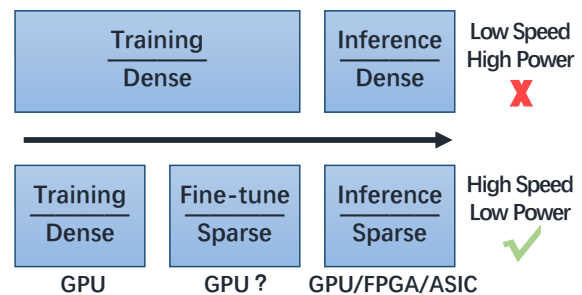 Training
Dense
Inference
Dense
Low Speed
High Power
Training
Dense
Fine-tune
Sparse
Inference
Sparse
High Speed
Low Power
GPU
GPU ?
GPU/FPGA/ASIC